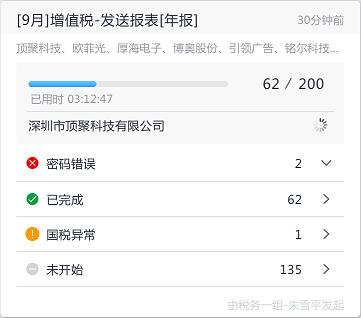 [9月]增值税-发送报表[年报] 30分钟前
顶聚科技、欧菲光、厚海电子、博奥股份、引领广告、铭尔科技...
62 / 200
已用时 03:12:47
深圳市顶聚科技有限公司
密码错误 2
已完成 62
国税异常 1
未开始 135
由税务一组-朱雪平发起